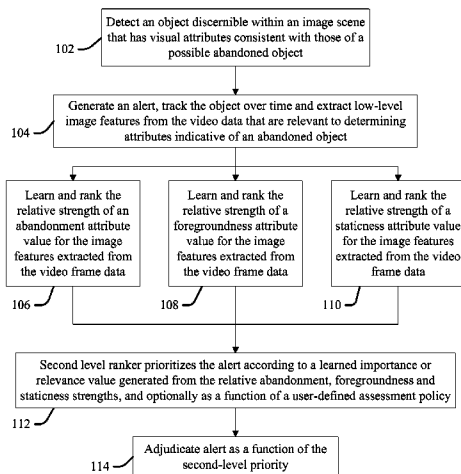 Detect an object discernible within an image scene
that has visual attributes consistent with those of a
possible abandoned object
102
Generate an alert, track the object over time and extract low-level
image features from the video data that are relevant to determining
attributes indicative of an abandoned object
104
Learn and rank the
relative strength of an
abandonment attribute
value for the image
features extracted from
the video frame data
106
Learn and rank the
relative strength of a
foregroundness attribute
value for the image
features extracted from
the video frame data
108
Learn and rank the
relative strength of a
staticness attribute value
for the image features
extracted from the video
frame data
110
Second level ranker prioritizes the alert according to a learned importance or
relevance value generated from the relative abandonment, foregroundness and
staticness strengths, and optionally as a function of a user-defined assessment policy
112
Adjudicate alert as a function of the
second-level priority
114